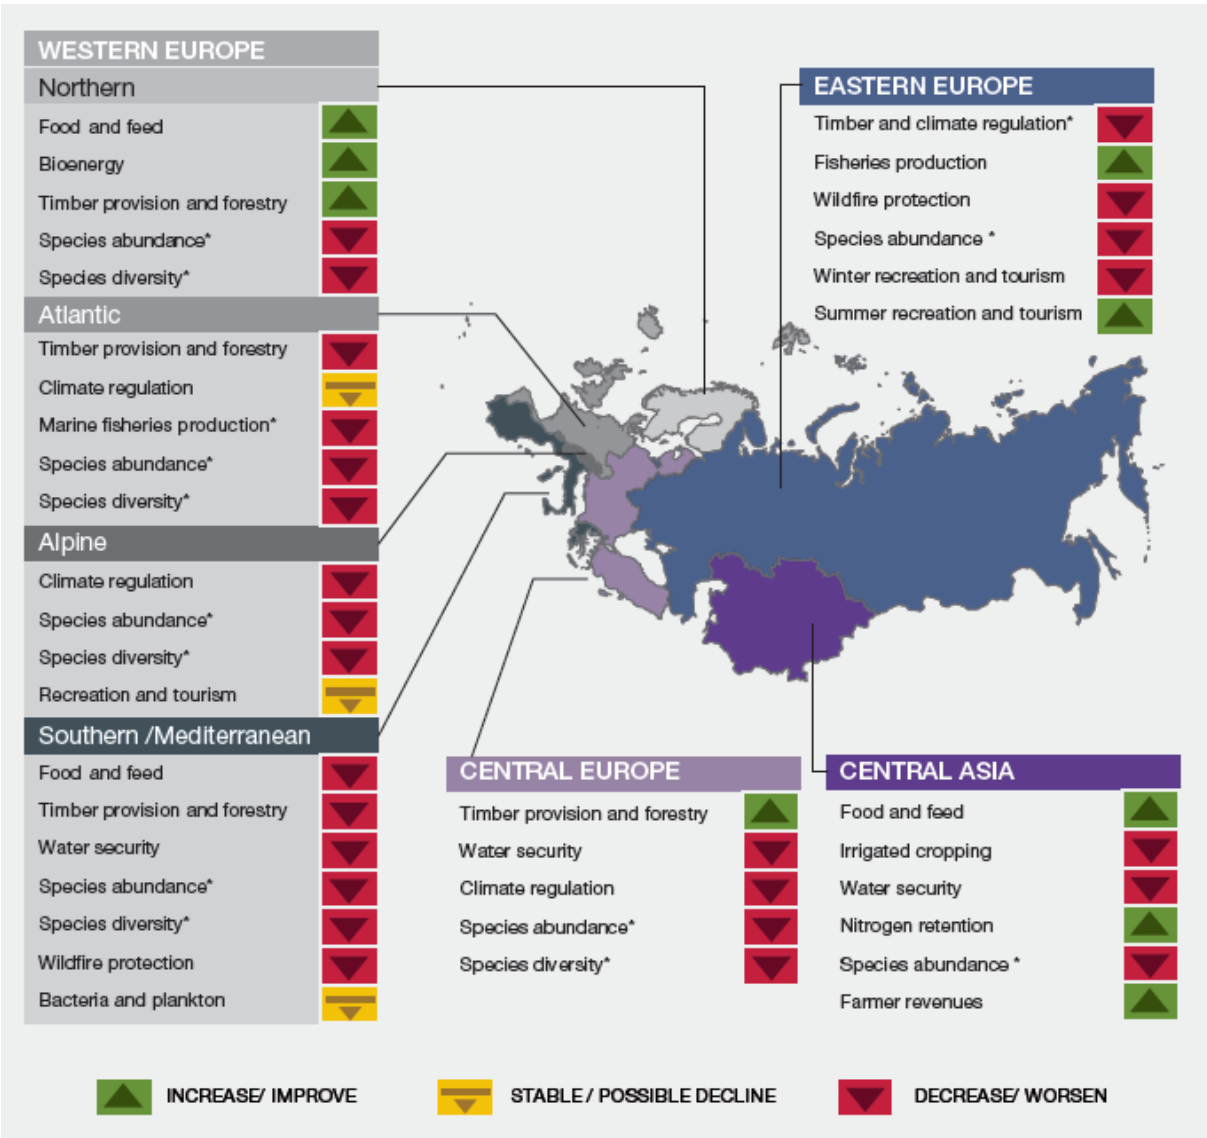 WESTERN EUROPE
Northern
Food and feed
Bioenergy
Timber provision and forestry
Species abundance*
Species diversity*
Atlantic
Timber provision and forestry
Climate regulation
Marine fisheries production*
Species abundance*
Species diversity*
Alpine
Climate regulation
Species abundance*
Species diversity*
Recreation and tourism
Southern /Mediterranean
Food and feed
Timber provision and forestry
Water security
Species abundance*
Species diversity*
Wildfire protection
Bacteria and plankton
EASTERN EUROPE
Timber and climate regulation*
Fisheries production
Wildfire protection
Species abundance *
Winter recreation and tourism
Summer recreation and tourism
CENTRAL EUROPE
Timber provision and forestry
Water security
Climate regulation
Species abundance*
Species diversity*
CENTRAL ASIA
Food and feed
Irrigated cropping
Water security
Nitrogen retention
Species abundance *
Farmer revenues
INCREASE/ IMPROVE
STABLE / POSSIBLE DECLINE
DECREASE/ WORSEN